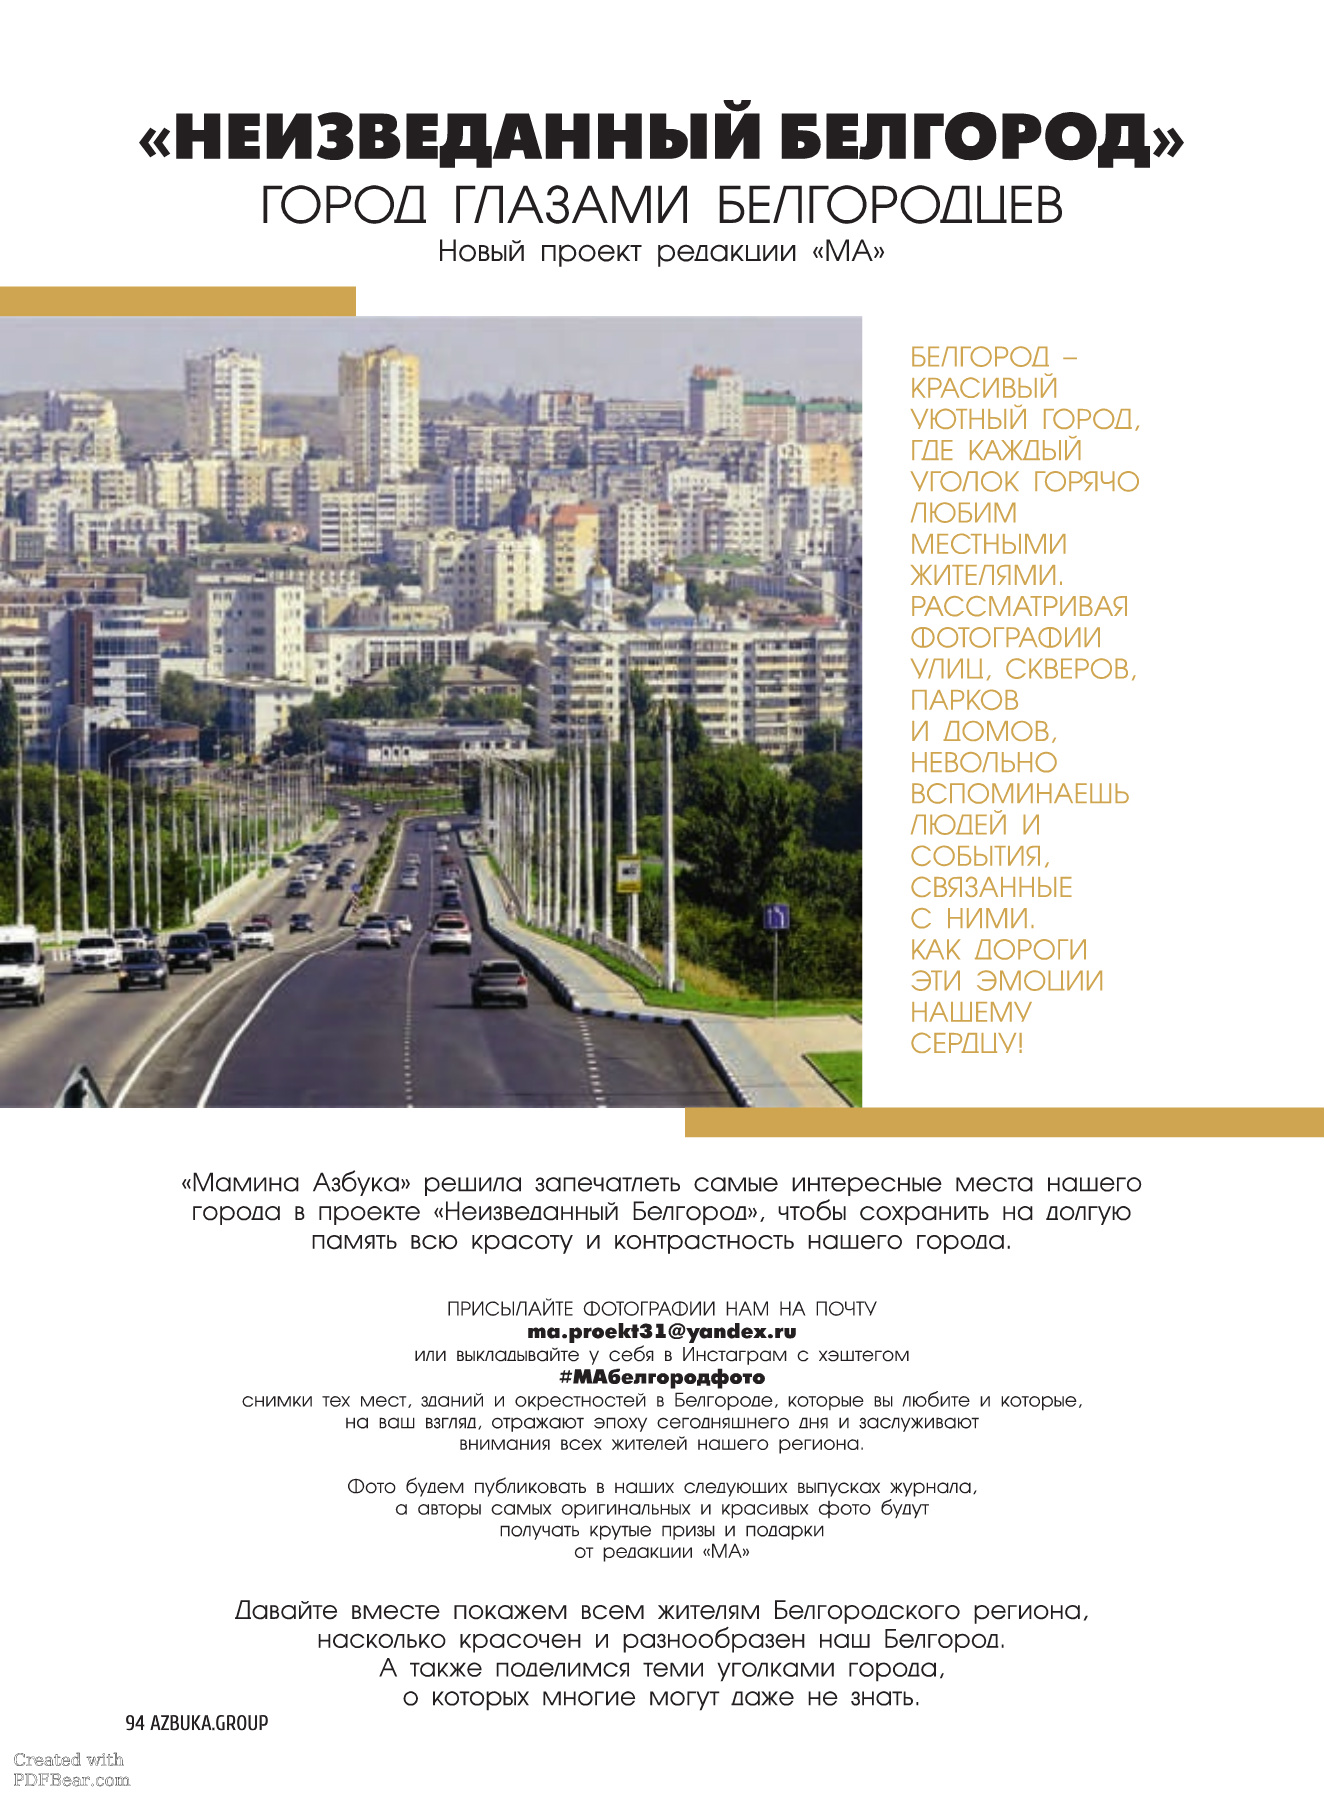 «НЕИЗВЕДАННЫЙ БЕЛГОРОД»
ГОРОД ГЛАЗАМИ БЕЛГОРОДЦЕВ
Новый проект редакции «МА»
БЕЛГОРОД –
КРАСИВЫЙ
УЮТНЫЙ ГОРОД,
ГДЕ КАЖДЫЙ
УГОЛОК ГОРЯЧО
ЛЮБИМ
МЕСТНЫМИ
ЖИТЕЛЯМИ.
РАССМАТРИВАЯ
ФОТОГРАФИИ
УЛИЦ, СКВЕРОВ,
ПАРКОВ
И ДОМОВ,
НЕВОЛЬНО
ВСПОМИНАЕШЬ
ЛЮДЕЙ И
СОБЫТИЯ,
СВЯЗАННЫЕ
С НИМИ.
КАК ДОРОГИ
ЭТИ ЭМОЦИИ
НАШЕМУ
СЕРДЦУ!
«Мамина Азбука» решила запечатлеть самые интересные места нашего
города в проекте «Неизведанный Белгород», чтобы сохранить на долгую
память всю красоту и контрастность нашего города.
ПРИСЫЛАЙТЕ ФОТОГРАФИИ НАМ НА ПОЧТУ
ma.proekt31@yandex.ru
или выкладывайте у себя в Инстаграм с хэштегом
#МАбелгородфото
снимки тех мест, зданий и окрестностей в Белгороде, которые вы любите и которые,
на ваш взгляд, отражают эпоху сегодняшнего дня и заслуживают
внимания всех жителей нашего региона.
Фото будем публиковать в наших следующих выпусках журнала,
а авторы самых оригинальных и красивых фото будут
получать крутые призы и подарки
от редакции «МА»
Давайте вместе покажем всем жителям Белгородского региона,
насколько красочен и разнообразен наш Белгород.
А также поделимся теми уголками города,
о которых многие могут даже не знать.
94 AZBUKA.GROUP
Created with
PDFBear.com